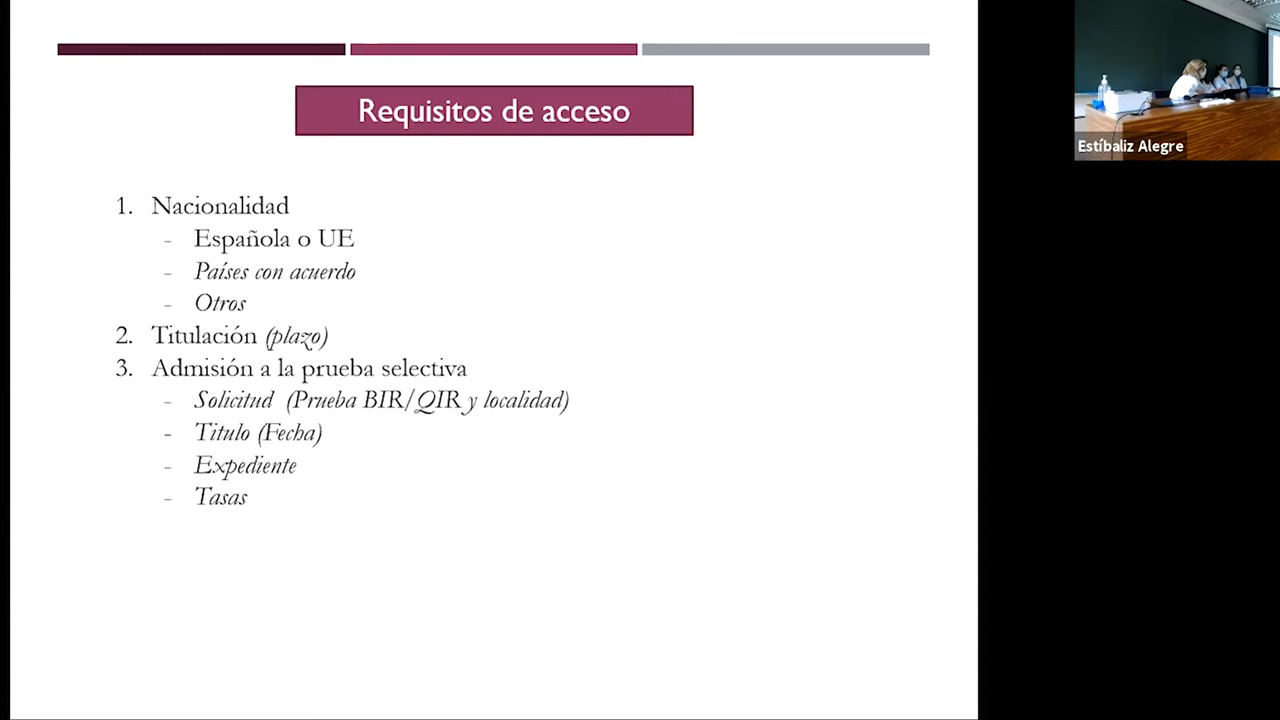 Requisitos de acceso
1. Nacionalidad
- Española o UE
- Países con acuerdo
- Otros
2. Titulación (plazo)
3. Admisión a la prueba selectiva
- Solicitud (Prueba BIR/QIR y localidad)
- Titulo (Fecha)
- Expediente
- Tasas
Estíbaliz Alegre